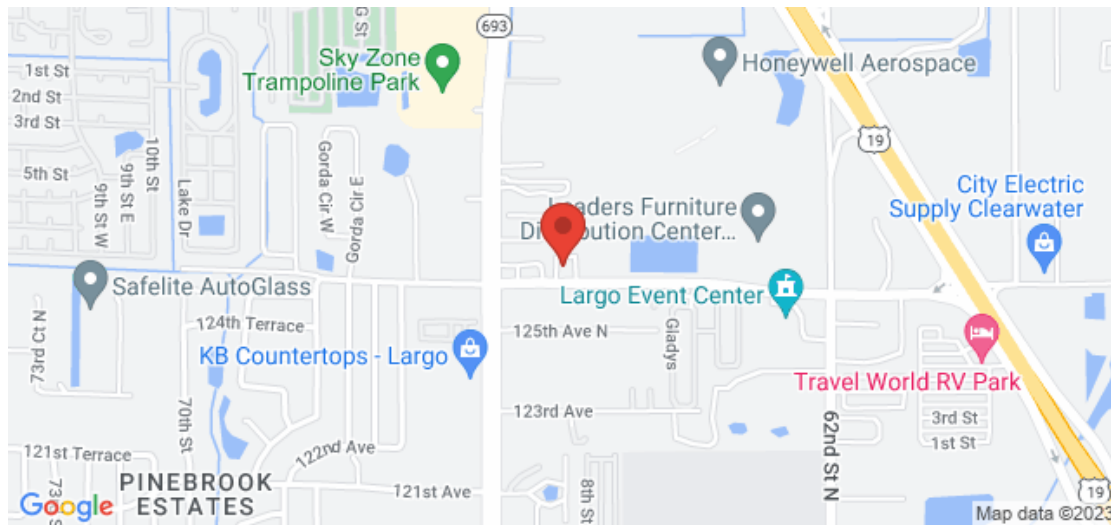 693
Sky Zone
Trampoline Park
G St
Honeywell Aerospace
1st St
2nd St
3rd St
5th St
10th St
9th St E
9th St W
Lake Dr
Gorda Cir W
Gorda Cir E
19
City Electric
Supply Clearwater
Leaders Furniture
Distribution Center...
Safelite AutoGlass
Largo Event Center
124th Terrace
125th Ave N
Gladys
KB Countertops - Largo
73rd Ct N
70th St
Travel World RV Park
123rd Ave
62nd St N
3rd St
1st St
122nd Ave
121st Terrace
121st Ave
PINEBROOK
ESTATES
8th St
19
Google
Map data ©2023